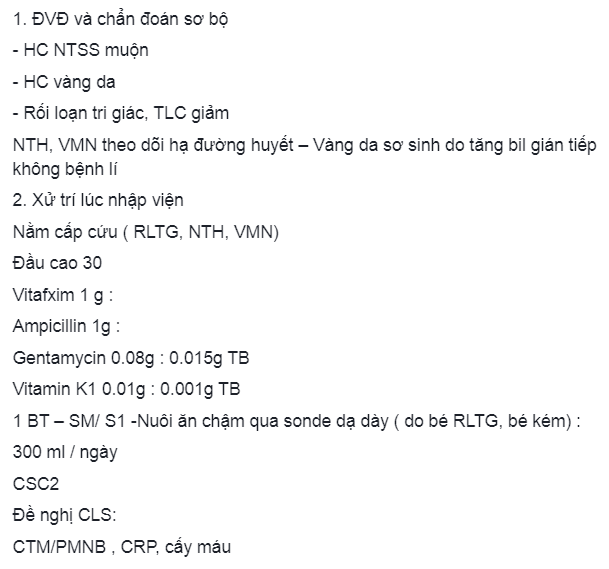 1. ĐVĐ và chẩn đoán sơ bộ
- HC NTSS muộn
- HC vàng da
- Rối loạn tri giác, TLC giảm
NTH, VMN theo dõi hạ đường huyết – Vàng da sơ sinh do tăng bil gián tiếp
không bệnh lí
2. Xử trí lúc nhập viện
Nằm cấp cứu ( RLTG, NTH, VMN)
Đầu cao 30
Vitafxim 1 g :
Ampicillin 1g :
Gentamycin 0.08g : 0.015g TB
Vitamin K1 0.01g : 0.001g TB
1 BT – SM/ S1 -Nuôi ăn chậm qua sonde dạ dày ( do bé RLTG, bé kém) :
300 ml / ngày
CSC2
Đề nghị CLS:
CTM/PMNB , CRP, cấy máu